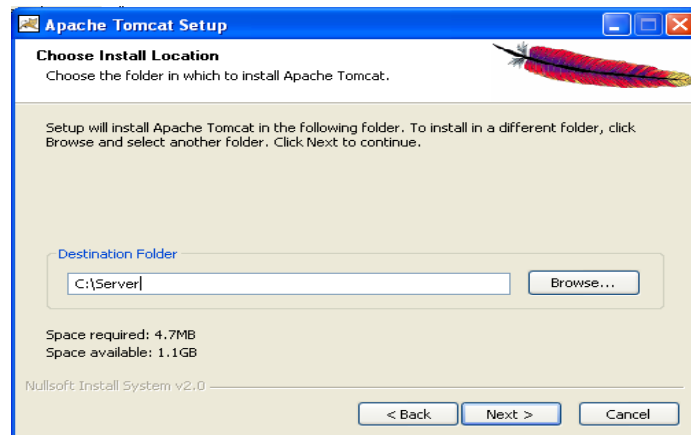 Apache Tomcat Setup
Choose Install Location
Choose the folder in which to install Apache Tomcat.
Setup will install Apache Tomcat in the following folder. To install in a different folder, click
Browse and select another folder. Click Next to continue.
Destination Folder
C:\Server
Browse...
Space required: 4.7MB
Space available: 1.1GB
Nullsoft Install System v2.0
< Back
Next >
Cancel